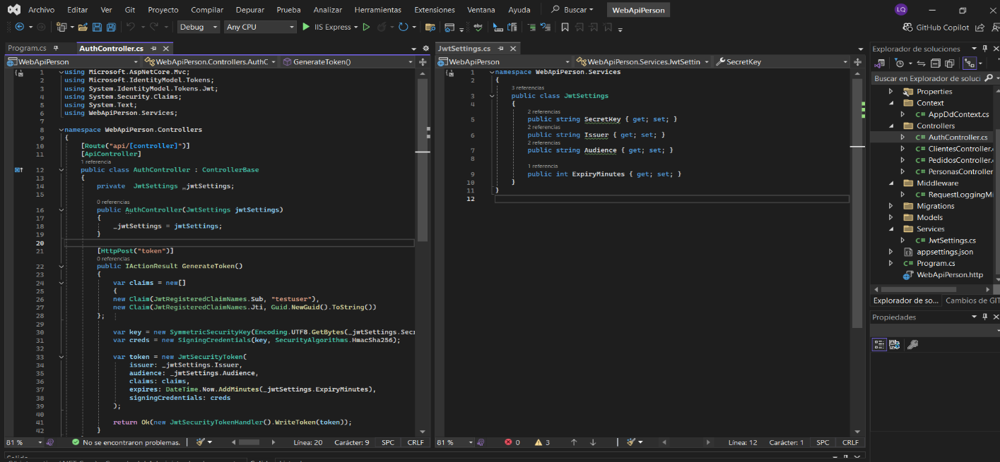 Archivo Editar Ver Git Proyecto Compilar Depurar Prueba Analizar Herramientas Extensiones Ventana Ayuda Buscar WebApiPerson LQ
Debug Any CPU IIS Express GitHub Copilot
Program.cs AuthController.cs
WebApiPerson WebApiPerson.Controllers.AuthC GenerateToken()
1 using Microsoft.AspNetCore.Mvc;
2 using Microsoft.IdentityModel.Tokens;
3 using System.IdentityModel.Tokens.Jwt;
4 using System.Security.Claims;
5 using System.Text;
6 using WebApiPerson.Services;
7
8 namespace WebApiPerson.Controllers
9 {
10 [Route("api/[controller]")]
11 [ApiController]
1 referencia
12 public class AuthController : ControllerBase
13 {
14 private JwtSettings _jwtSettings;
15
0 referencias
16 public AuthController(JwtSettings jwtSettings)
17 {
18 _jwtSettings = jwtSettings;
19 }
20
21 [HttpPost("token")]
0 referencias
22 public IActionResult GenerateToken()
23 {
24 var claims = new[]
25 {
26 new Claim(JwtRegisteredClaimNames.Sub, "testuser"),
27 new Claim(JwtRegisteredClaimNames.Jti, Guid.NewGuid().ToString())
28 };
29
30 var key = new SymmetricSecurityKey(Encoding.UTF8.GetBytes(_jwtSettings.Secr
31 var creds = new SigningCredentials(key, SecurityAlgorithms.HmacSha256);
32
33 var token = new JwtSecurityToken(
34 issuer: _jwtSettings.Issuer,
35 audience: _jwtSettings.Audience,
36 claims: claims,
37 expires: DateTime.Now.AddMinutes(_jwtSettings.ExpiryMinutes),
38 signingCredentials: creds
39 );
40
41 return Ok(new JwtSecurityTokenHandler().WriteToken(token));
42 }
81 % No se encontraron problemas. Línea: 20 Carácter: 9 SPC CRLF
JwtSettings.cs
WebApiPerson WebApiPerson.Services.JwtSettin SecretKey
1 namespace WebApiPerson.Services
2 {
3 referencias
3 public class JwtSettings
4 {
2 referencias
5 public string SecretKey { get; set; }
2 referencias
6 public string Issuer { get; set; }
2 referencias
7 public string Audience { get; set; }
8
1 referencia
9 public int ExpiryMinutes { get; set; }
10 }
11 }
12
81 % 0 3 Línea: 12 Carácter: 1 SPC CRLF
Explorador de soluciones
Buscar en Explorador de soluci
Properties
Context
C# AppDdContext.cs
Controllers
C# AuthController.cs
C# ClientesController.
C# PedidosController.
C# PersonasController
Middleware
C# RequestLoggingMi
Migrations
Models
Services
C# JwtSettings.cs
appsettings.json
C# Program.cs
WebApiPerson.http
Explorador de so... Cambios de GIT
Propiedades